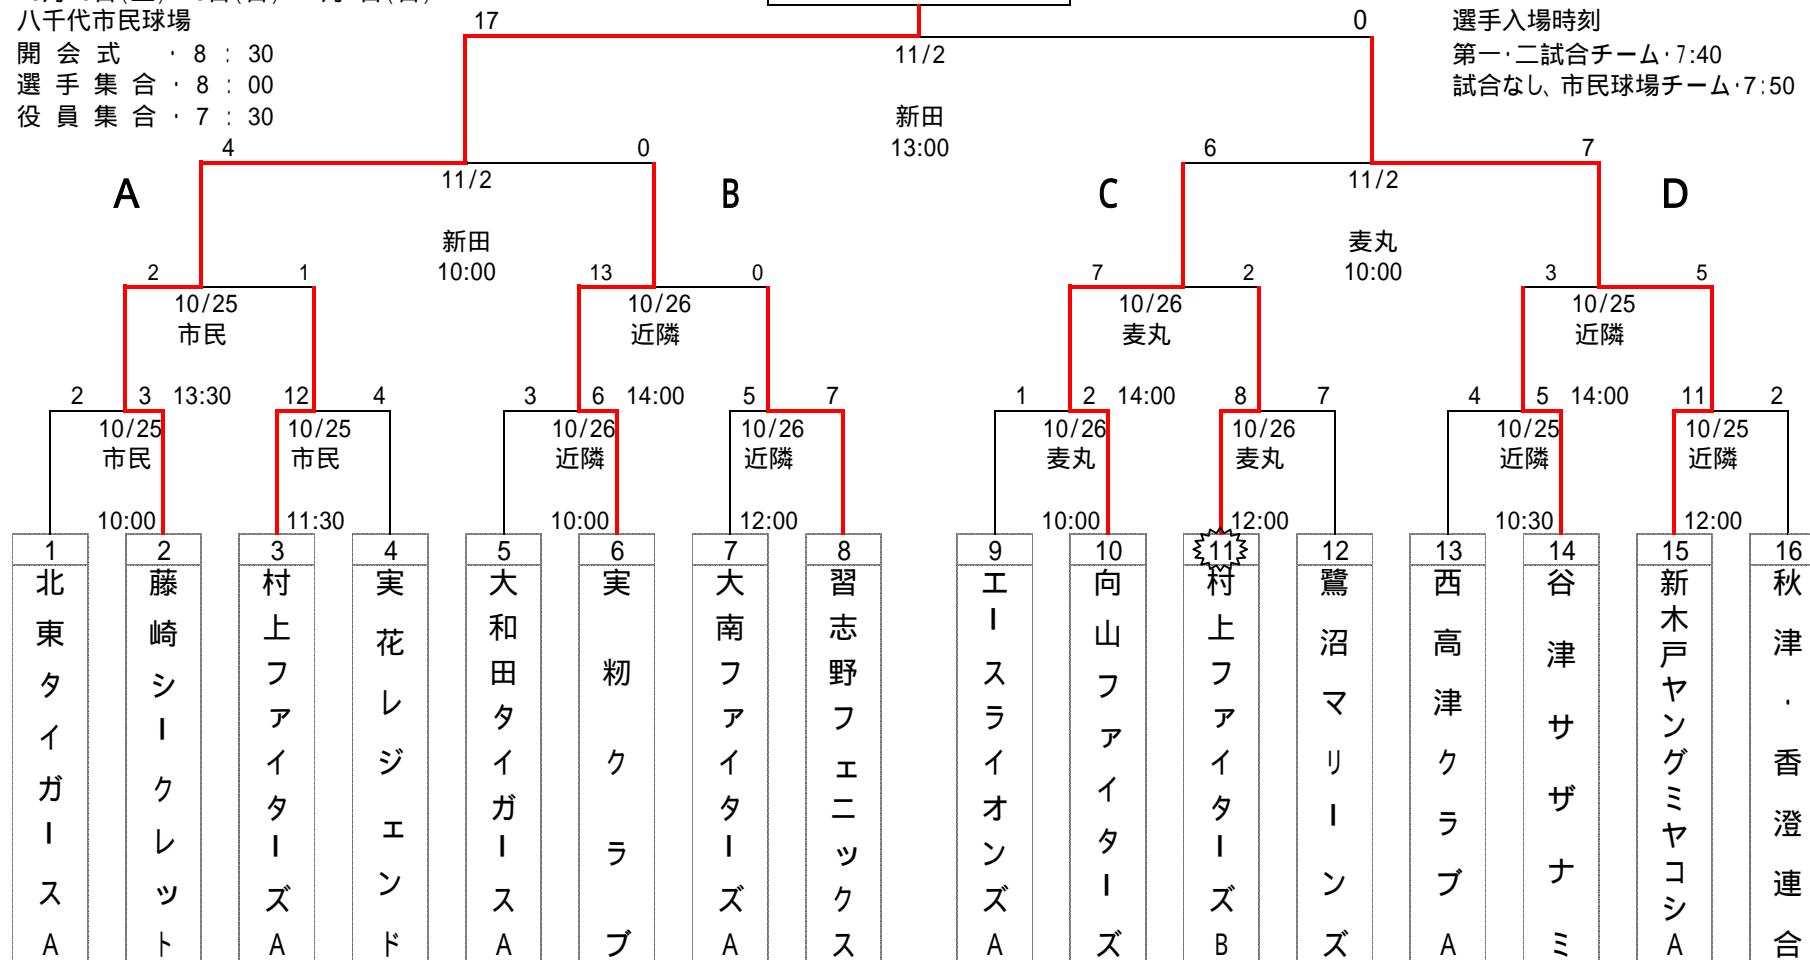 八千代市民球場
開会式 ・8:30
選手集合・8:00
役員集合・7:30
選手入場時刻
第一・二試合チーム・7:40
試合なし、市民球場チーム・7:50
17
0
11/2
新田
13:00
4
0
11/2
新田
10:00
6
7
11/2
麦丸
10:00
A
B
C
D
2
1
10/25
市民
13:30
13
0
10/26
近隣
14:00
7
2
10/26
麦丸
14:00
3
5
10/25
近隣
14:00
2
3
10/25
市民
10:00
12
4
10/25
市民
11:30
3
6
10/26
近隣
10:00
5
7
10/26
近隣
12:00
1
2
10/26
麦丸
10:00
8
7
10/26
麦丸
12:00
4
5
10/25
近隣
10:30
11
2
10/25
近隣
12:00
1
北東タイガースA
2
藤崎シークレット
3
村上ファイターズA
4
実花レジェンド
5
大和田タイガースA
6
実籾クラブ
7
大南ファイターズA
8
習志野フェニックス
9
エースライオンズA
10
向山ファイターズ
11
村上ファイターズB
12
鷺沼マリーンズ
13
西高津クラブA
14
谷津サザナミ
15
新木戸ヤングミヤコシA
16
秋津・香澄連合